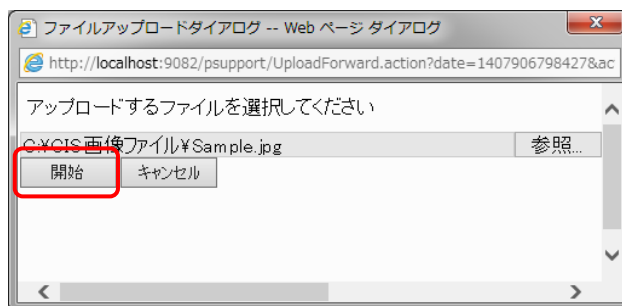 ファイルアップロードダイアログ -- Web ページ ダイアログ
http://localhost:9082/psupport/UploadForward.action?date=1407906798427&ac
アップロードするファイルを選択してください
C:¥CIS画像ファイル¥Sample.jpg 参照...
開始 キャンセル